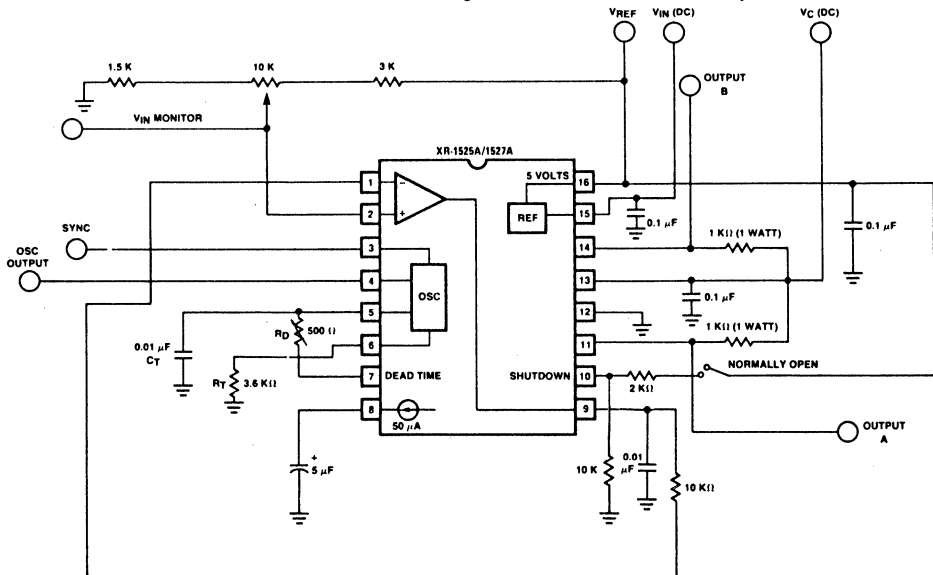 VREF
VIN (DC)
VC (DC)
1.5 K
10 K
3 K
OUTPUT
B
VIN MONITOR
XR-1525A/1527A
1
−
5 VOLTS
16
2
+
REF
15
0.1 μF
0.1 μF
SYNC
3
14
1 KΩ (1 WATT)
OSC
OUTPUT
4
OSC
13
0.1 μF
5
12
0.01 μF
CT
RD
500 Ω
6
11
1 KΩ (1 WATT)
RT
3.6 KΩ
7
DEAD TIME
SHUTDOWN
10
2 KΩ
NORMALLY OPEN
8
50 μA
9
OUTPUT
A
+
5 μF
10 K
0.01
μF
10 KΩ